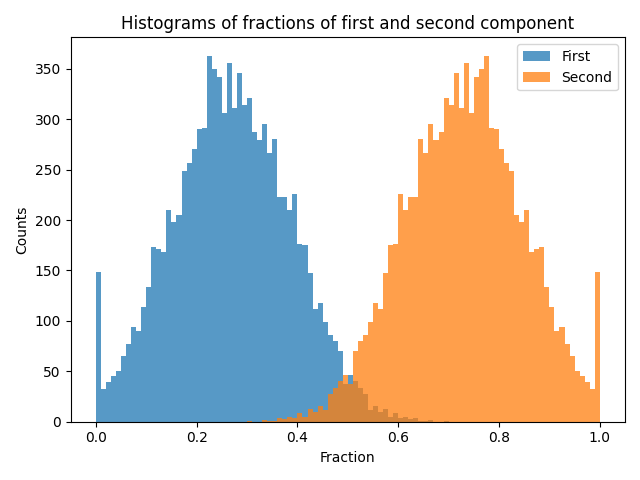 Histograms of fractions of first and second component
First
Second
Counts
350
300
250
200
150
100
50
0
0.0 0.2 0.4 0.6 0.8 1.0
Fraction